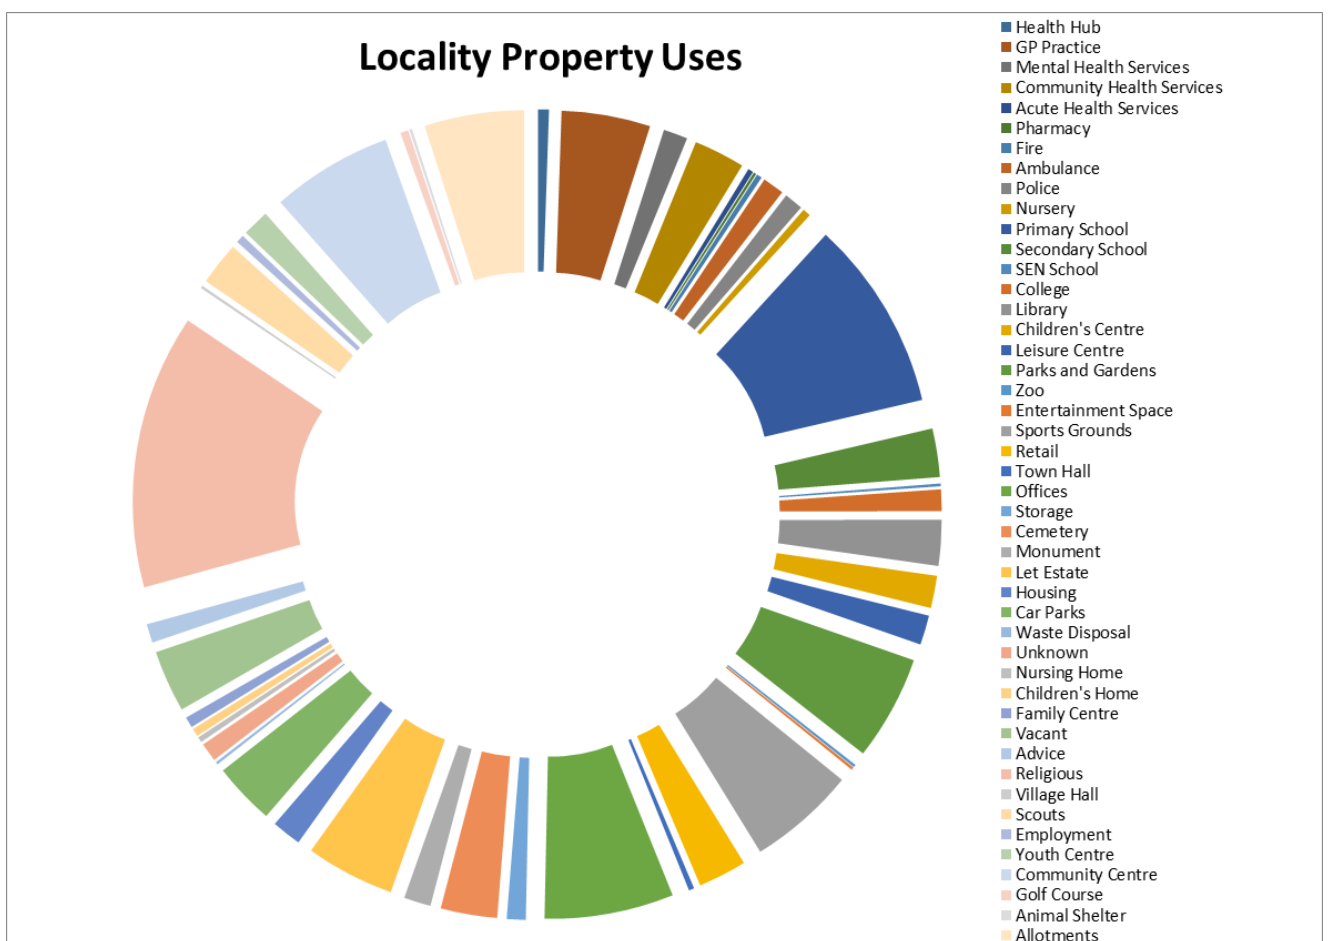 Locality Property Uses
Health Hub
GP Practice
Mental Health Services
Community Health Services
Acute Health Services
Pharmacy
Fire
Ambulance
Police
Nursery
Primary School
Secondary School
SEN School
College
Library
Children's Centre
Leisure Centre
Parks and Gardens
Zoo
Entertainment Space
Sports Grounds
Retail
Town Hall
Offices
Storage
Cemetery
Monument
Let Estate
Housing
Car Parks
Waste Disposal
Unknown
Nursing Home
Children's Home
Family Centre
Vacant
Advice
Religious
Village Hall
Scouts
Employment
Youth Centre
Community Centre
Golf Course
Animal Shelter
Allotments